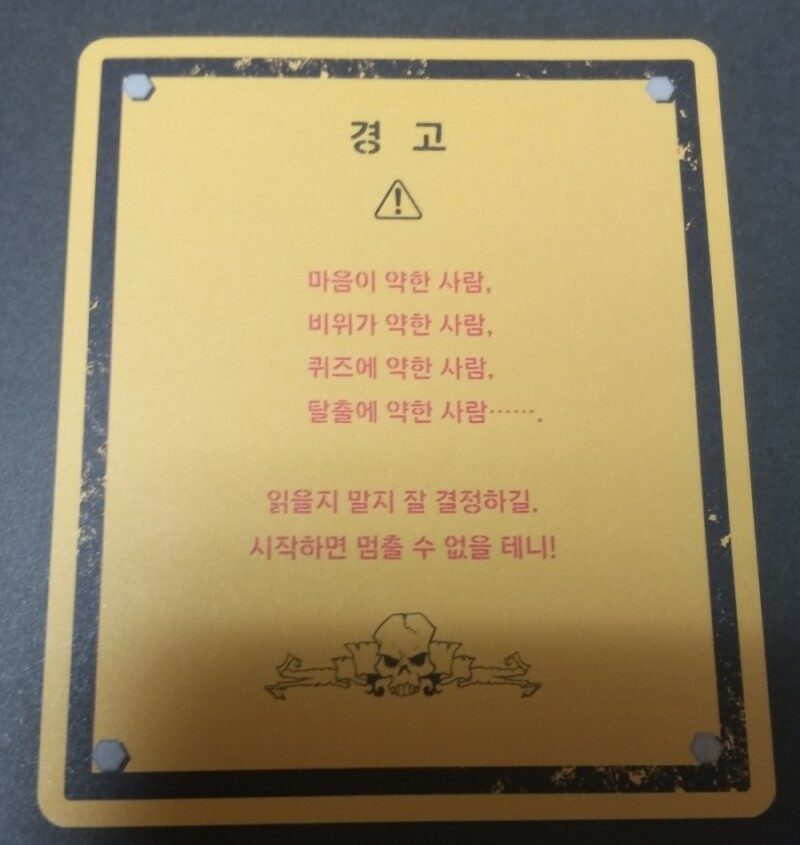 경 고
마음이 약한 사람,
비위가 약한 사람,
퀴즈에 약한 사람,
탈출에 약한 사람…….
읽을지 말지 잘 결정하길.
시작하면 멈출 수 없을 테니!